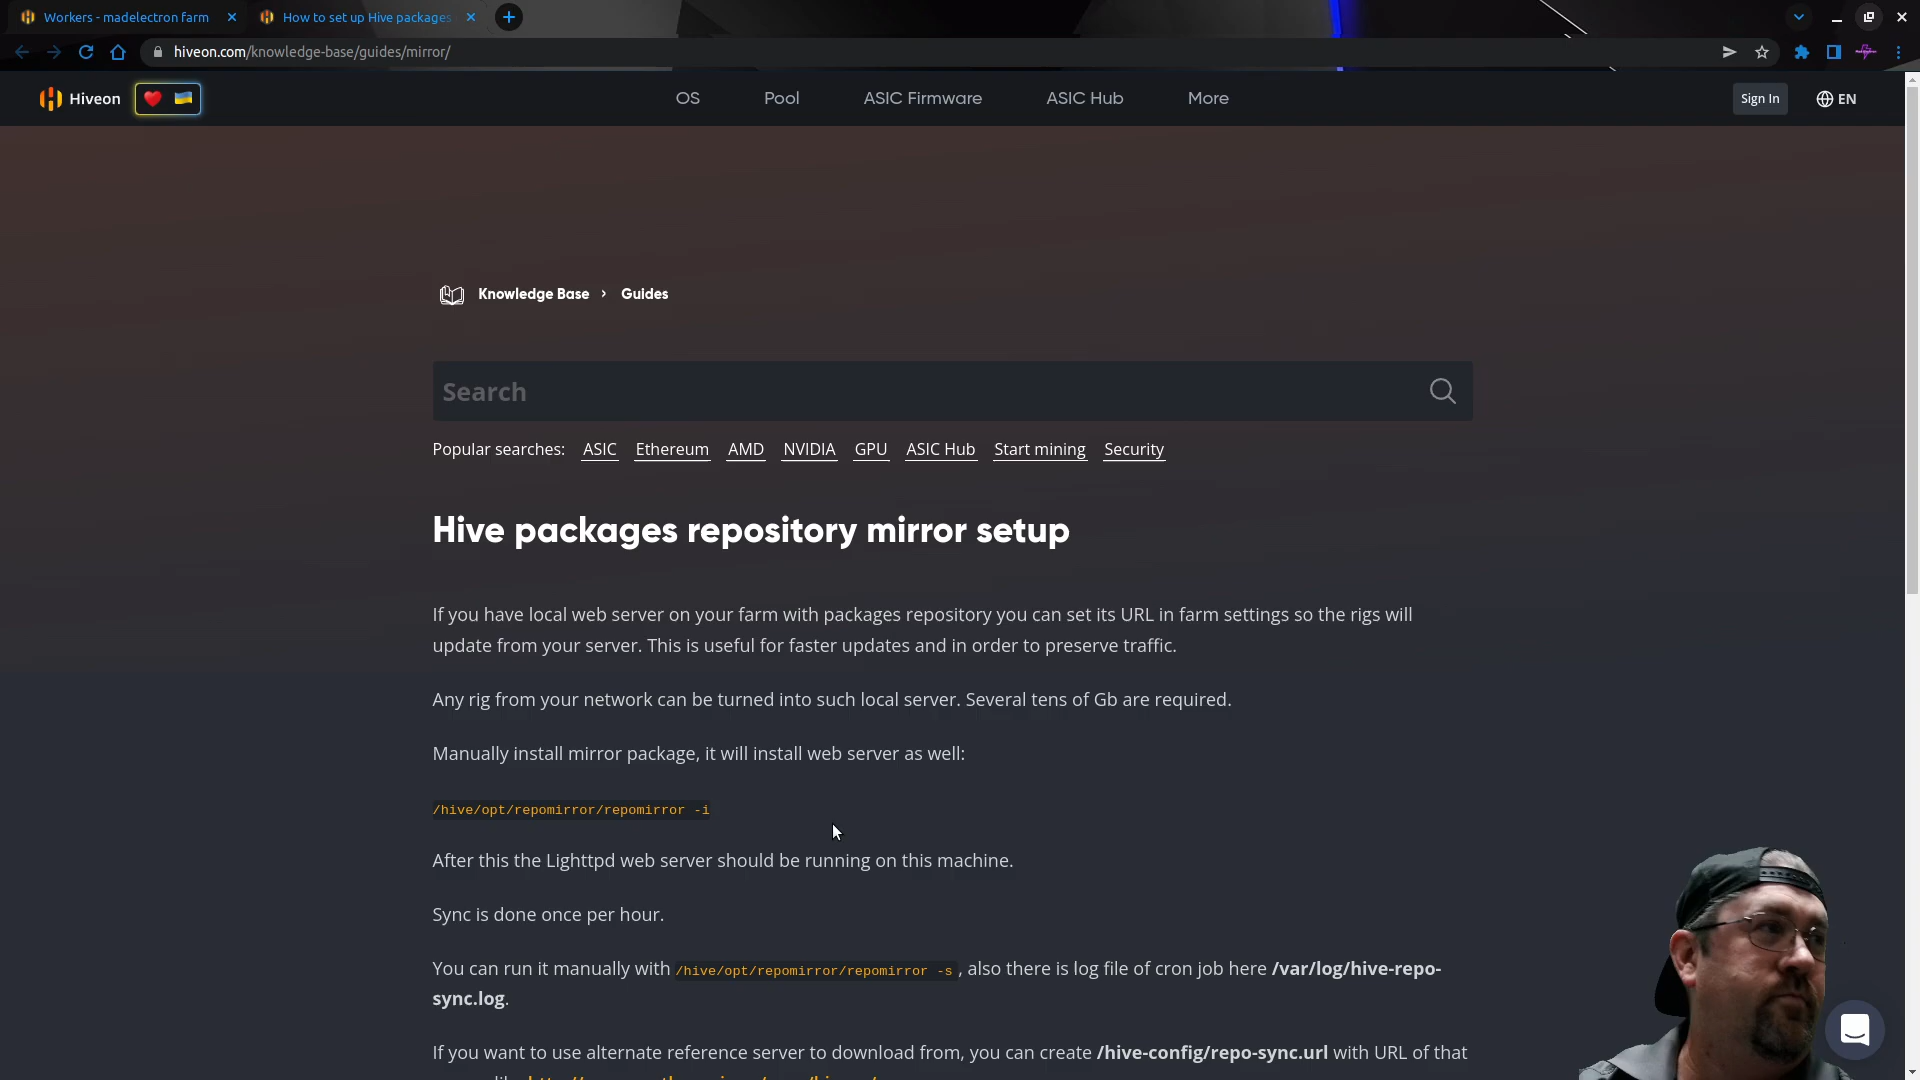 Workers - madelectron farm
How to set up Hive packages
hiveon.com/knowledge-base/guides/mirror/
Hiveon
OS
Pool
ASIC Firmware
ASIC Hub
More
Sign In
EN
Knowledge Base › Guides
Search
Popular searches: ASIC Ethereum AMD NVIDIA GPU ASIC Hub Start mining Security
Hive packages repository mirror setup
If you have local web server on your farm with packages repository you can set its URL in farm settings so the rigs will
update from your server. This is useful for faster updates and in order to preserve traffic.
Any rig from your network can be turned into such local server. Several tens of Gb are required.
Manually install mirror package, it will install web server as well:
/hive/opt/repomirror/repomirror -i
After this the Lighttpd web server should be running on this machine.
Sync is done once per hour.
You can run it manually with /hive/opt/repomirror/repomirror -s , also there is log file of cron job here /var/log/hive-repo-
sync.log.
If you want to use alternate reference server to download from, you can create /hive-config/repo-sync.url with URL of that